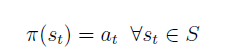 π(s_t) = a_t ∀s_t ∈ S